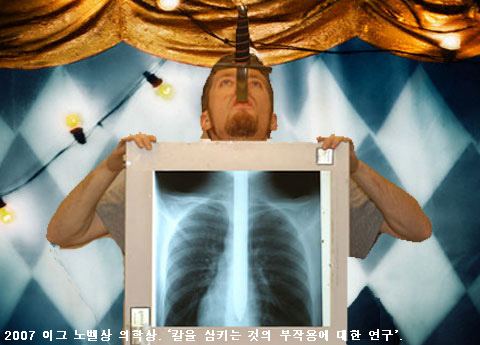 2007 이그 노벨상 의학상. '칼을 심키는 것의 부작용에 대한 연구'.